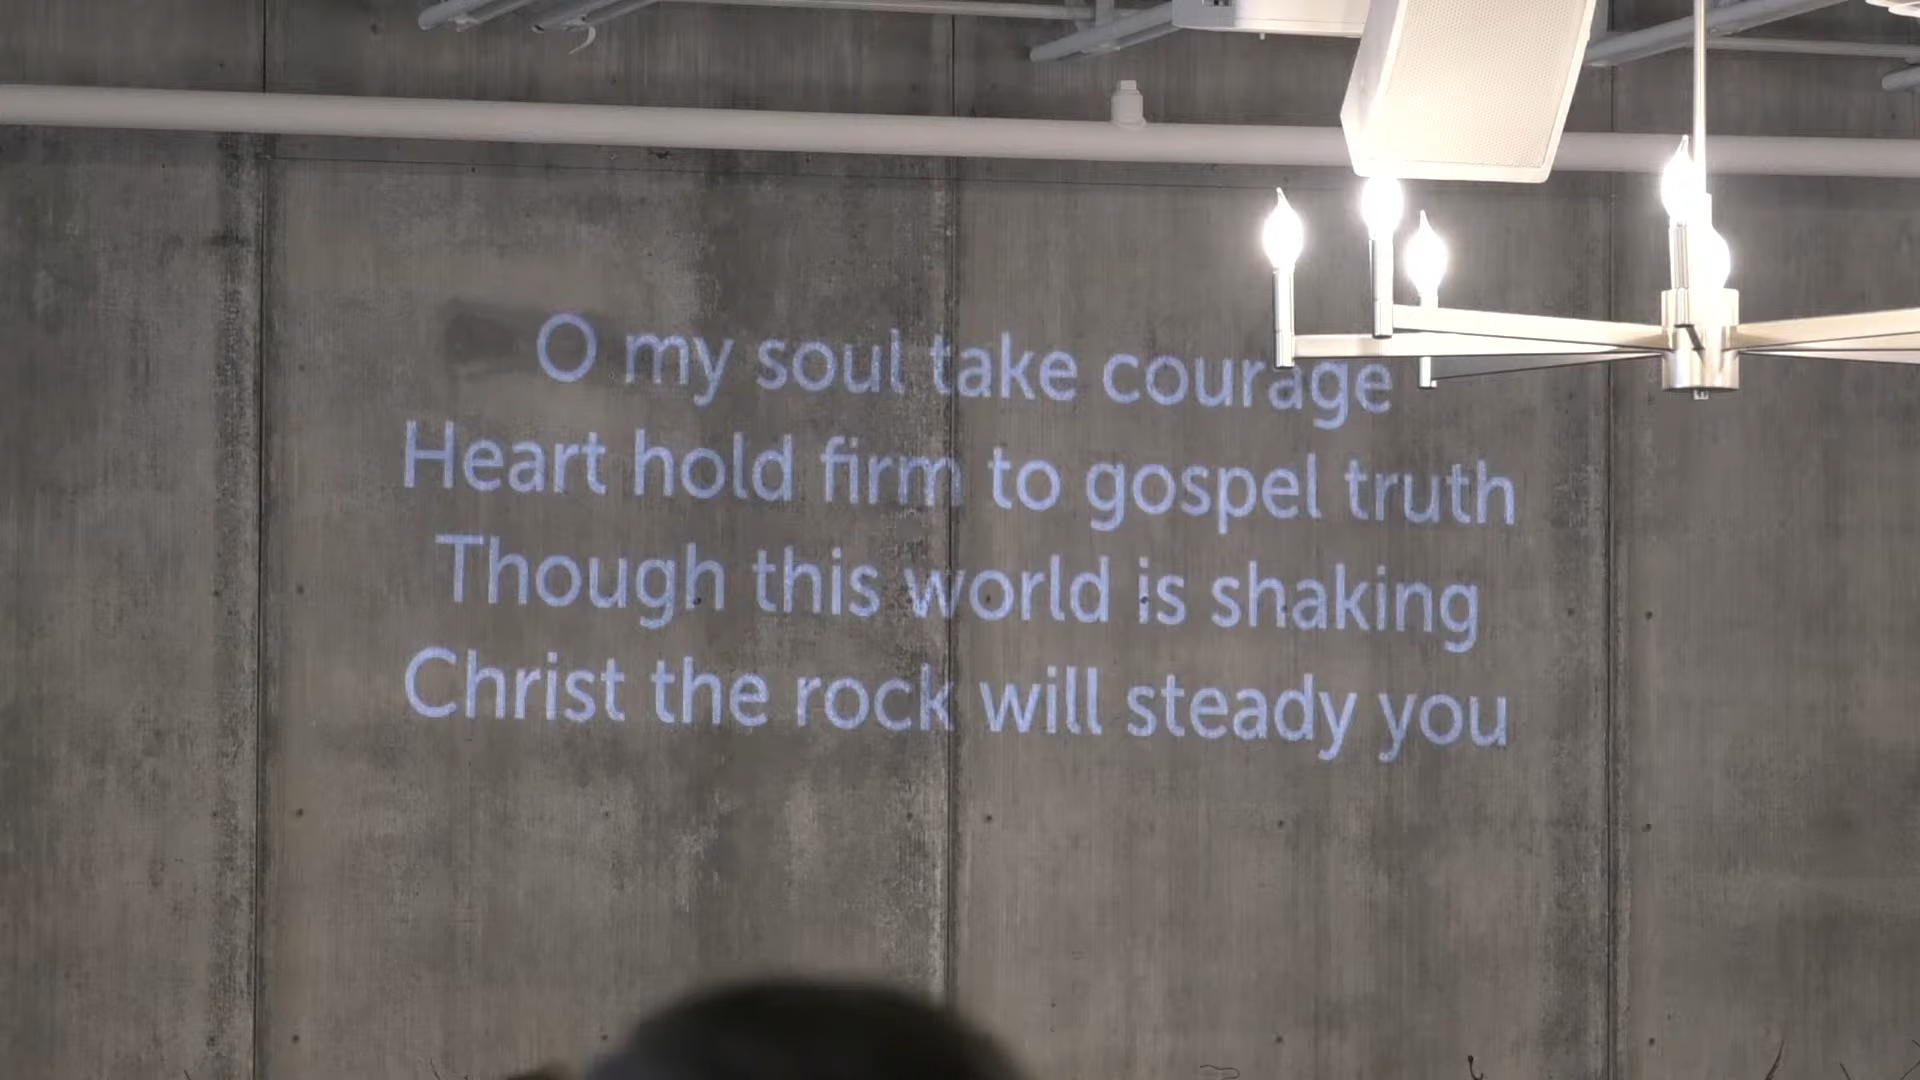 O my soul take courage
Heart hold firm to gospel truth
Though this world is shaking
Christ the rock will steady you